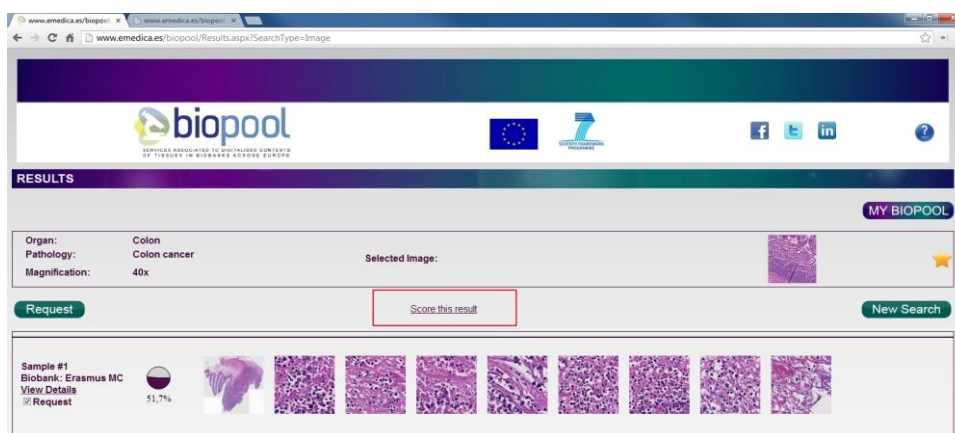 www.emedica.es/biopool
www.emedica.es/biopool
www.emedica.es/biopool/Results.aspx?SearchType=Image
biopool
SERVICES ASSOCIATED TO DIGITALISED CONTENTS
OF TISSUES IN BIOBANKS ACROSS EUROPE
SEVENTH FRAMEWORK
PROGRAMME
f t in ?
RESULTS
MY BIOPOOL
Organ: Colon
Pathology: Colon cancer
Selected Image:
Magnification: 40x
Request
Score this result
New Search
Sample #1
Biobank: Erasmus MC
View Details
Request
51,7%